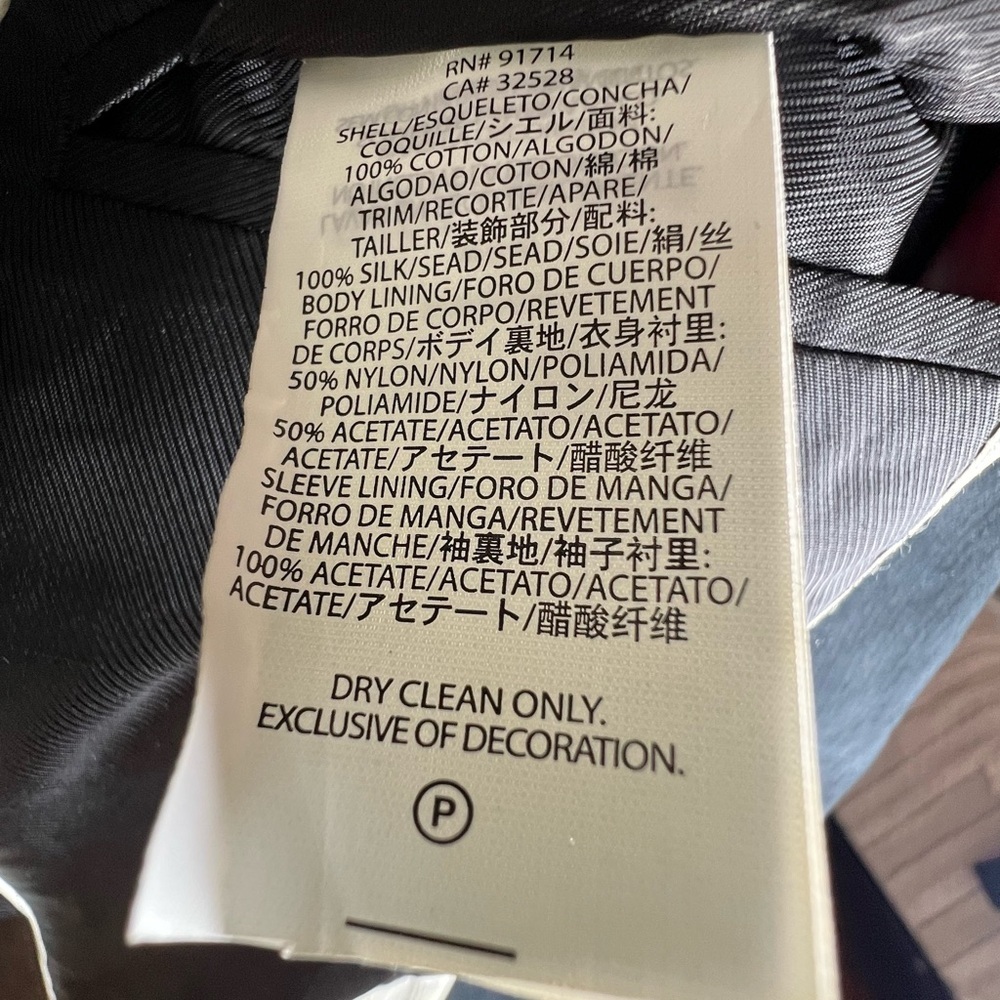 RN# 91714
CA# 32528
SHELL/ESQUELETO/CONCHA/
COQUILLE/シエル/面料:
100% COTTON/ALGODON/
ALGODAO/COTON/綿/棉
TRIM/RECORTE/APARE/
TAILLER/装飾部分/配料:
100% SILK/SEAD/SEAD/SOIE/絹/丝
BODY LINING/FORO DE CUERPO/
FORRO DE CORPO/REVETEMENT
DE CORPS/ボデイ裏地/衣身衬里:
50% NYLON/NYLON/POLIAMIDA/
POLIAMIDE/ナイロン/尼龙
50% ACETATE/ACETATO/ACETATO/
ACETATE/アセテート/醋酸纤维
SLEEVE LINING/FORO DE MANGA/
FORRO DE MANGA/REVETEMENT
DE MANCHE/袖裏地/袖子衬里:
100% ACETATE/ACETATO/ACETATO/
ACETATE/アセテート/醋酸纤维
DRY CLEAN ONLY.
EXCLUSIVE OF DECORATION.
P